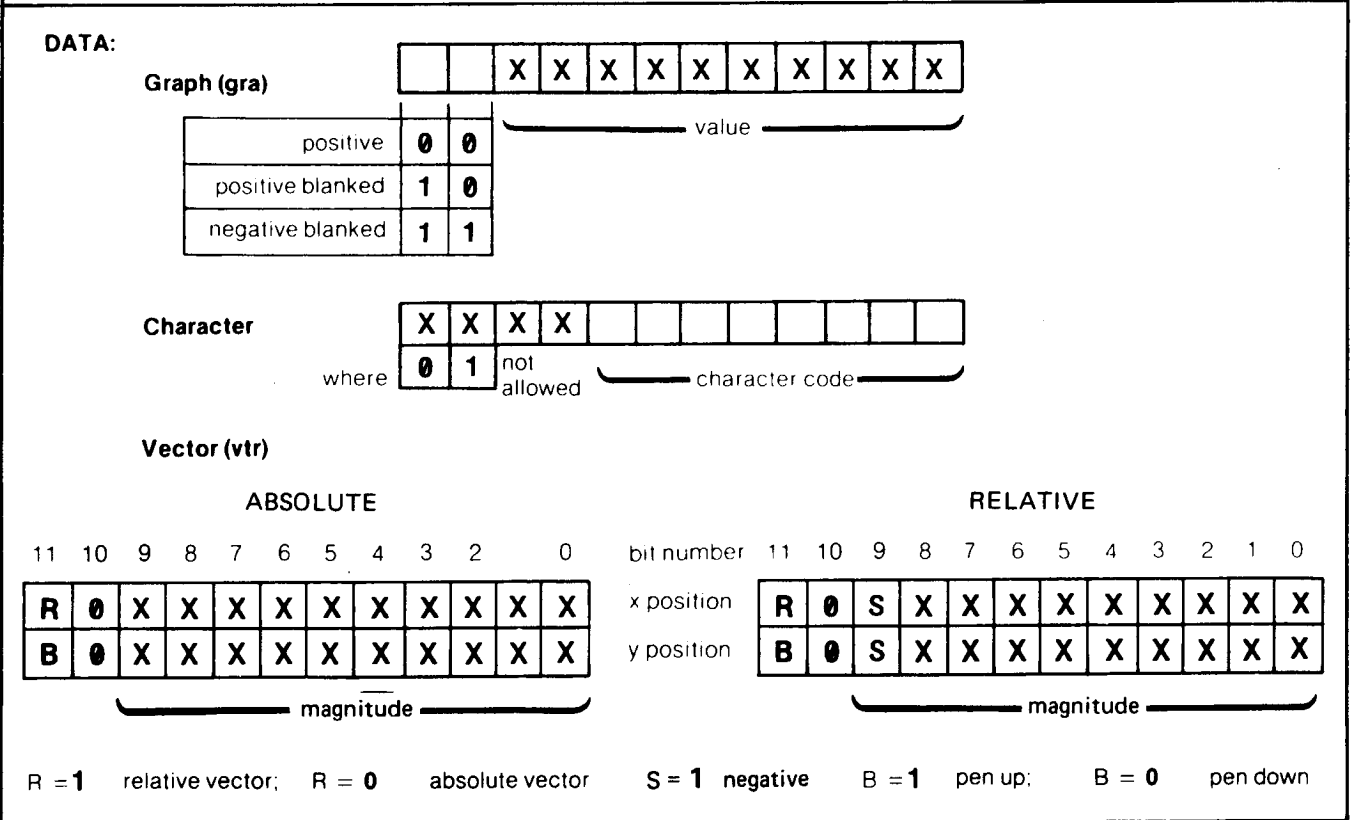 DATA:
Graph (gra)
X X X X X X X X X X
value
positive 0 0
positive blanked 1 0
negative blanked 1 1
Character
X X X X
where 0 1 not allowed
character code
Vector (vtr)
ABSOLUTE
11 10 9 8 7 6 5 4 3 2 0
R 0 X X X X X X X X X X
B 0 X X X X X X X X X X
magnitude
RELATIVE
bit number 11 10 9 8 7 6 5 4 3 2 1 0
x position R 0 S X X X X X X X X X
y position B 0 S X X X X X X X X X
magnitude
R = 1 relative vector; R = 0 absolute vector S = 1 negative B = 1 pen up; B = 0 pen down